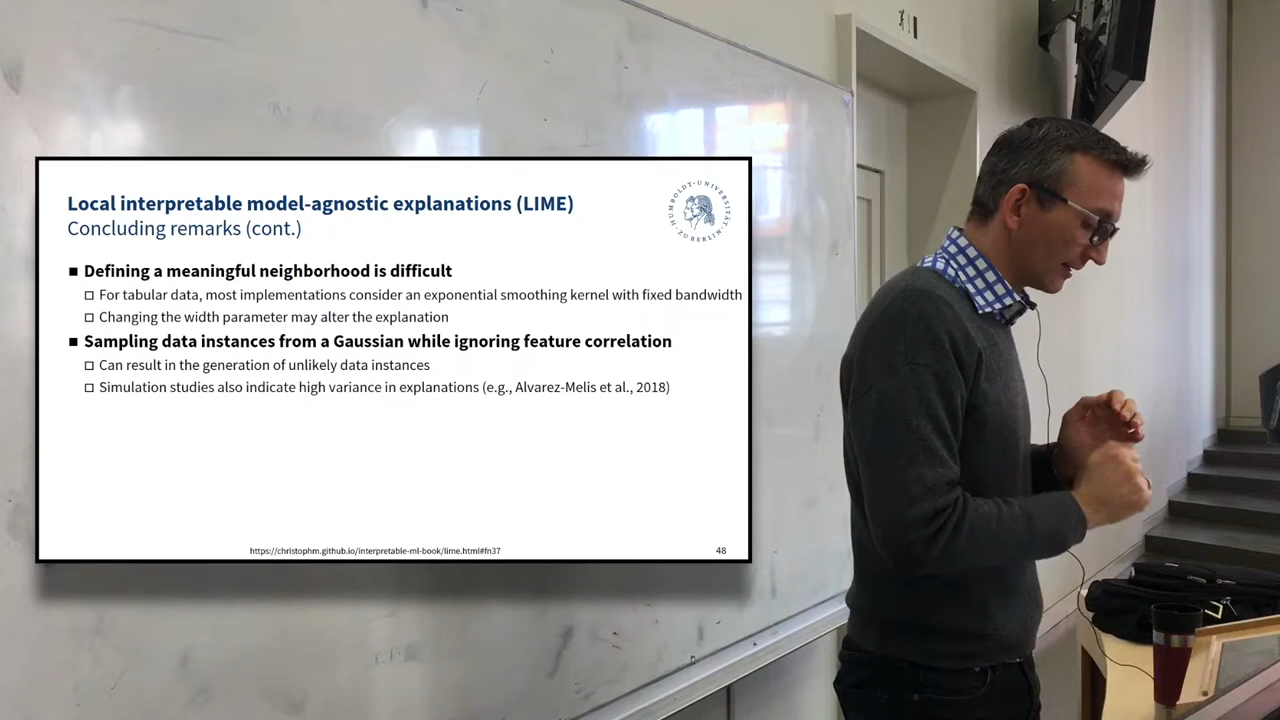 Local interpretable model-agnostic explanations (LIME)
Concluding remarks (cont.)
HUMBOLDT-UNIVERSITÄT ZU BERLIN
■ Defining a meaningful neighborhood is difficult
□ For tabular data, most implementations consider an exponential smoothing kernel with fixed bandwidth
□ Changing the width parameter may alter the explanation
■ Sampling data instances from a Gaussian while ignoring feature correlation
□ Can result in the generation of unlikely data instances
□ Simulation studies also indicate high variance in explanations (e.g., Alvarez-Melis et al., 2018)
https://christophm.github.io/interpretable-ml-book/lime.html#fn37
48